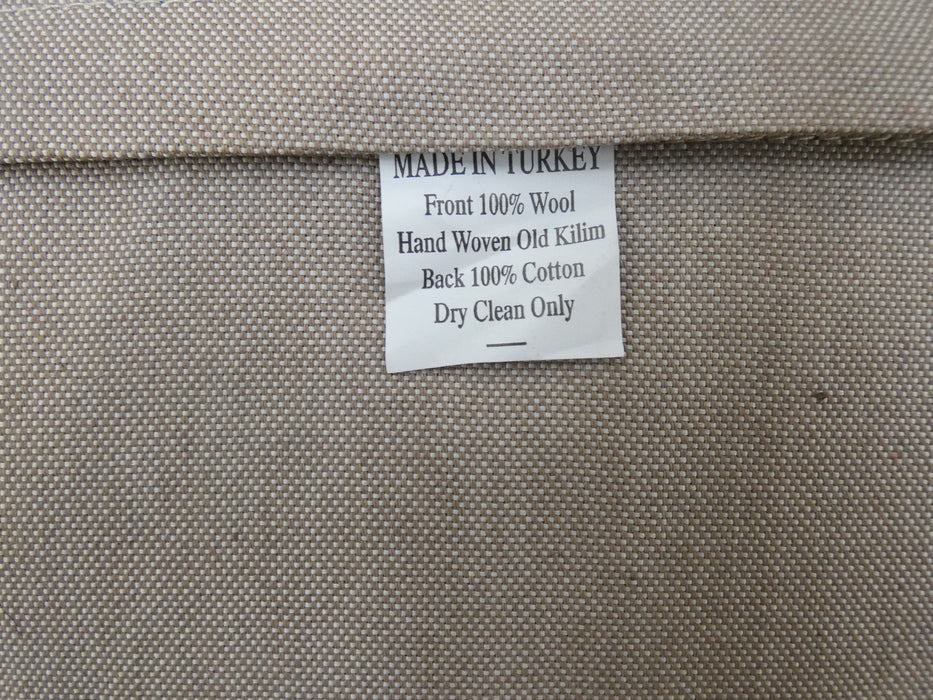 MADE IN TURKEY
Front 100% Wool
Hand Woven Old Kilim
Back 100% Cotton
Dry Clean Only